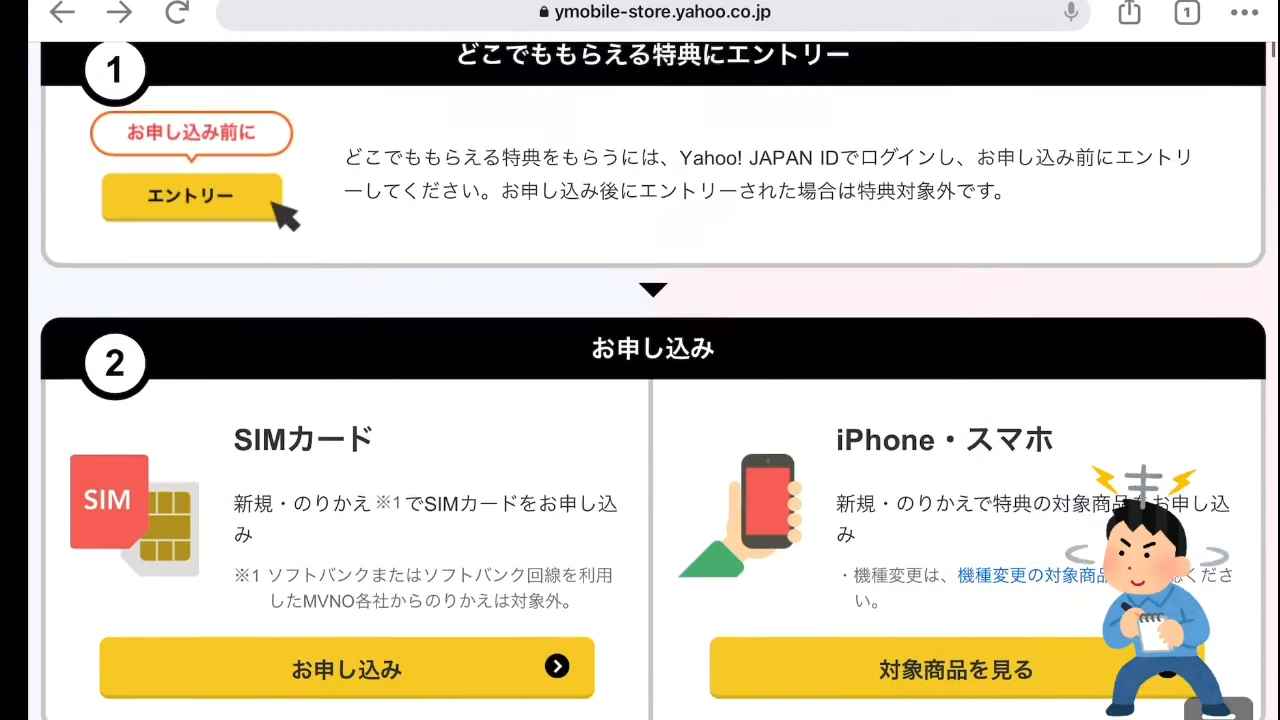 ymobile-store.yahoo.co.jp
1
どこでももらえる特典にエントリー
1
お申し込み前に
エントリー
どこでももらえる特典をもらうには、Yahoo! JAPAN IDでログインし、お申し込み前にエントリ
ーしてください。お申し込み後にエントリーされた場合は特典対象外です。
2
お申し込み
SIMカード
SIM
新規・のりかえ※1でSIMカードをお申し込
み
※1 ソフトバンクまたはソフトバンク回線を利用
したMVNO各社からのりかえは対象外。
お申し込み
iPhone・スマホ
新規・のりかえで特典の対象商品をお申し込
み
・機種変更は、機種変更の対象商品 ください
い。
対象商品を見る